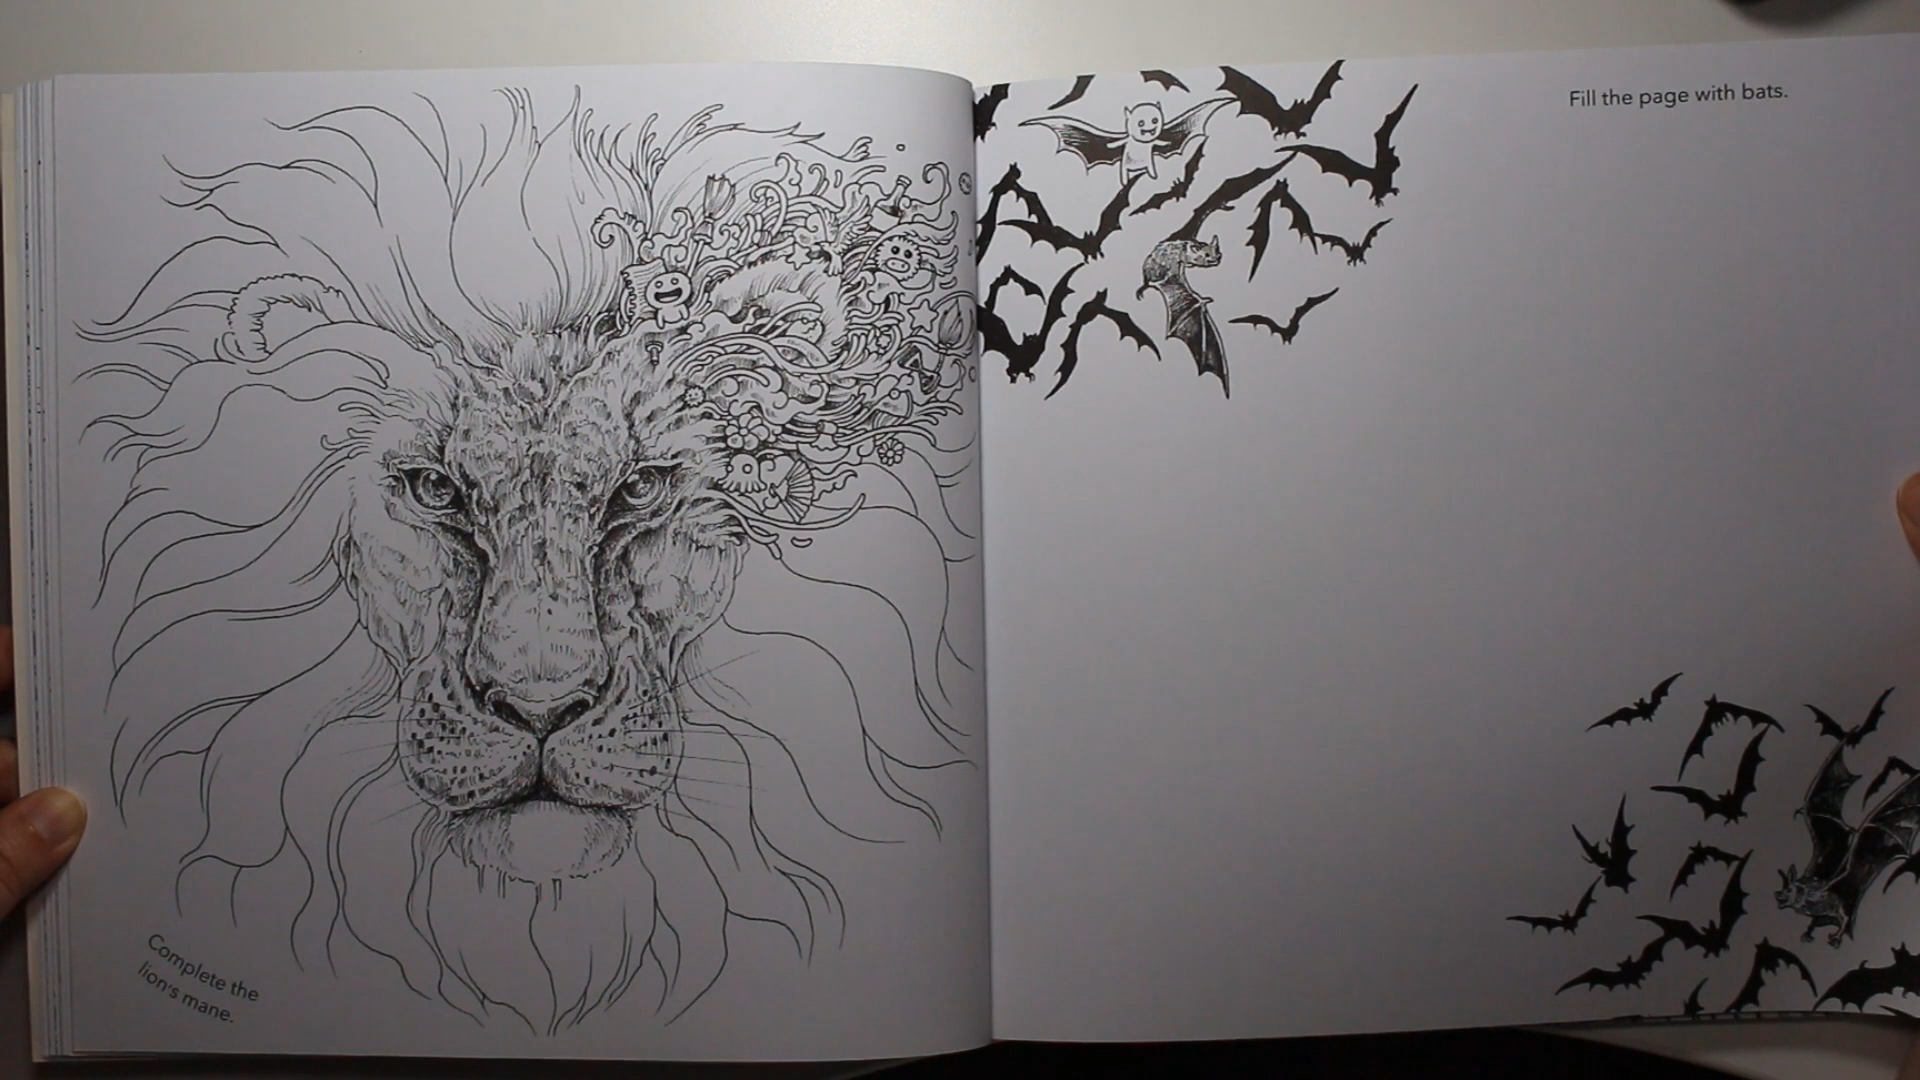 Complete the
lion's mane.
Fill the page with bats.